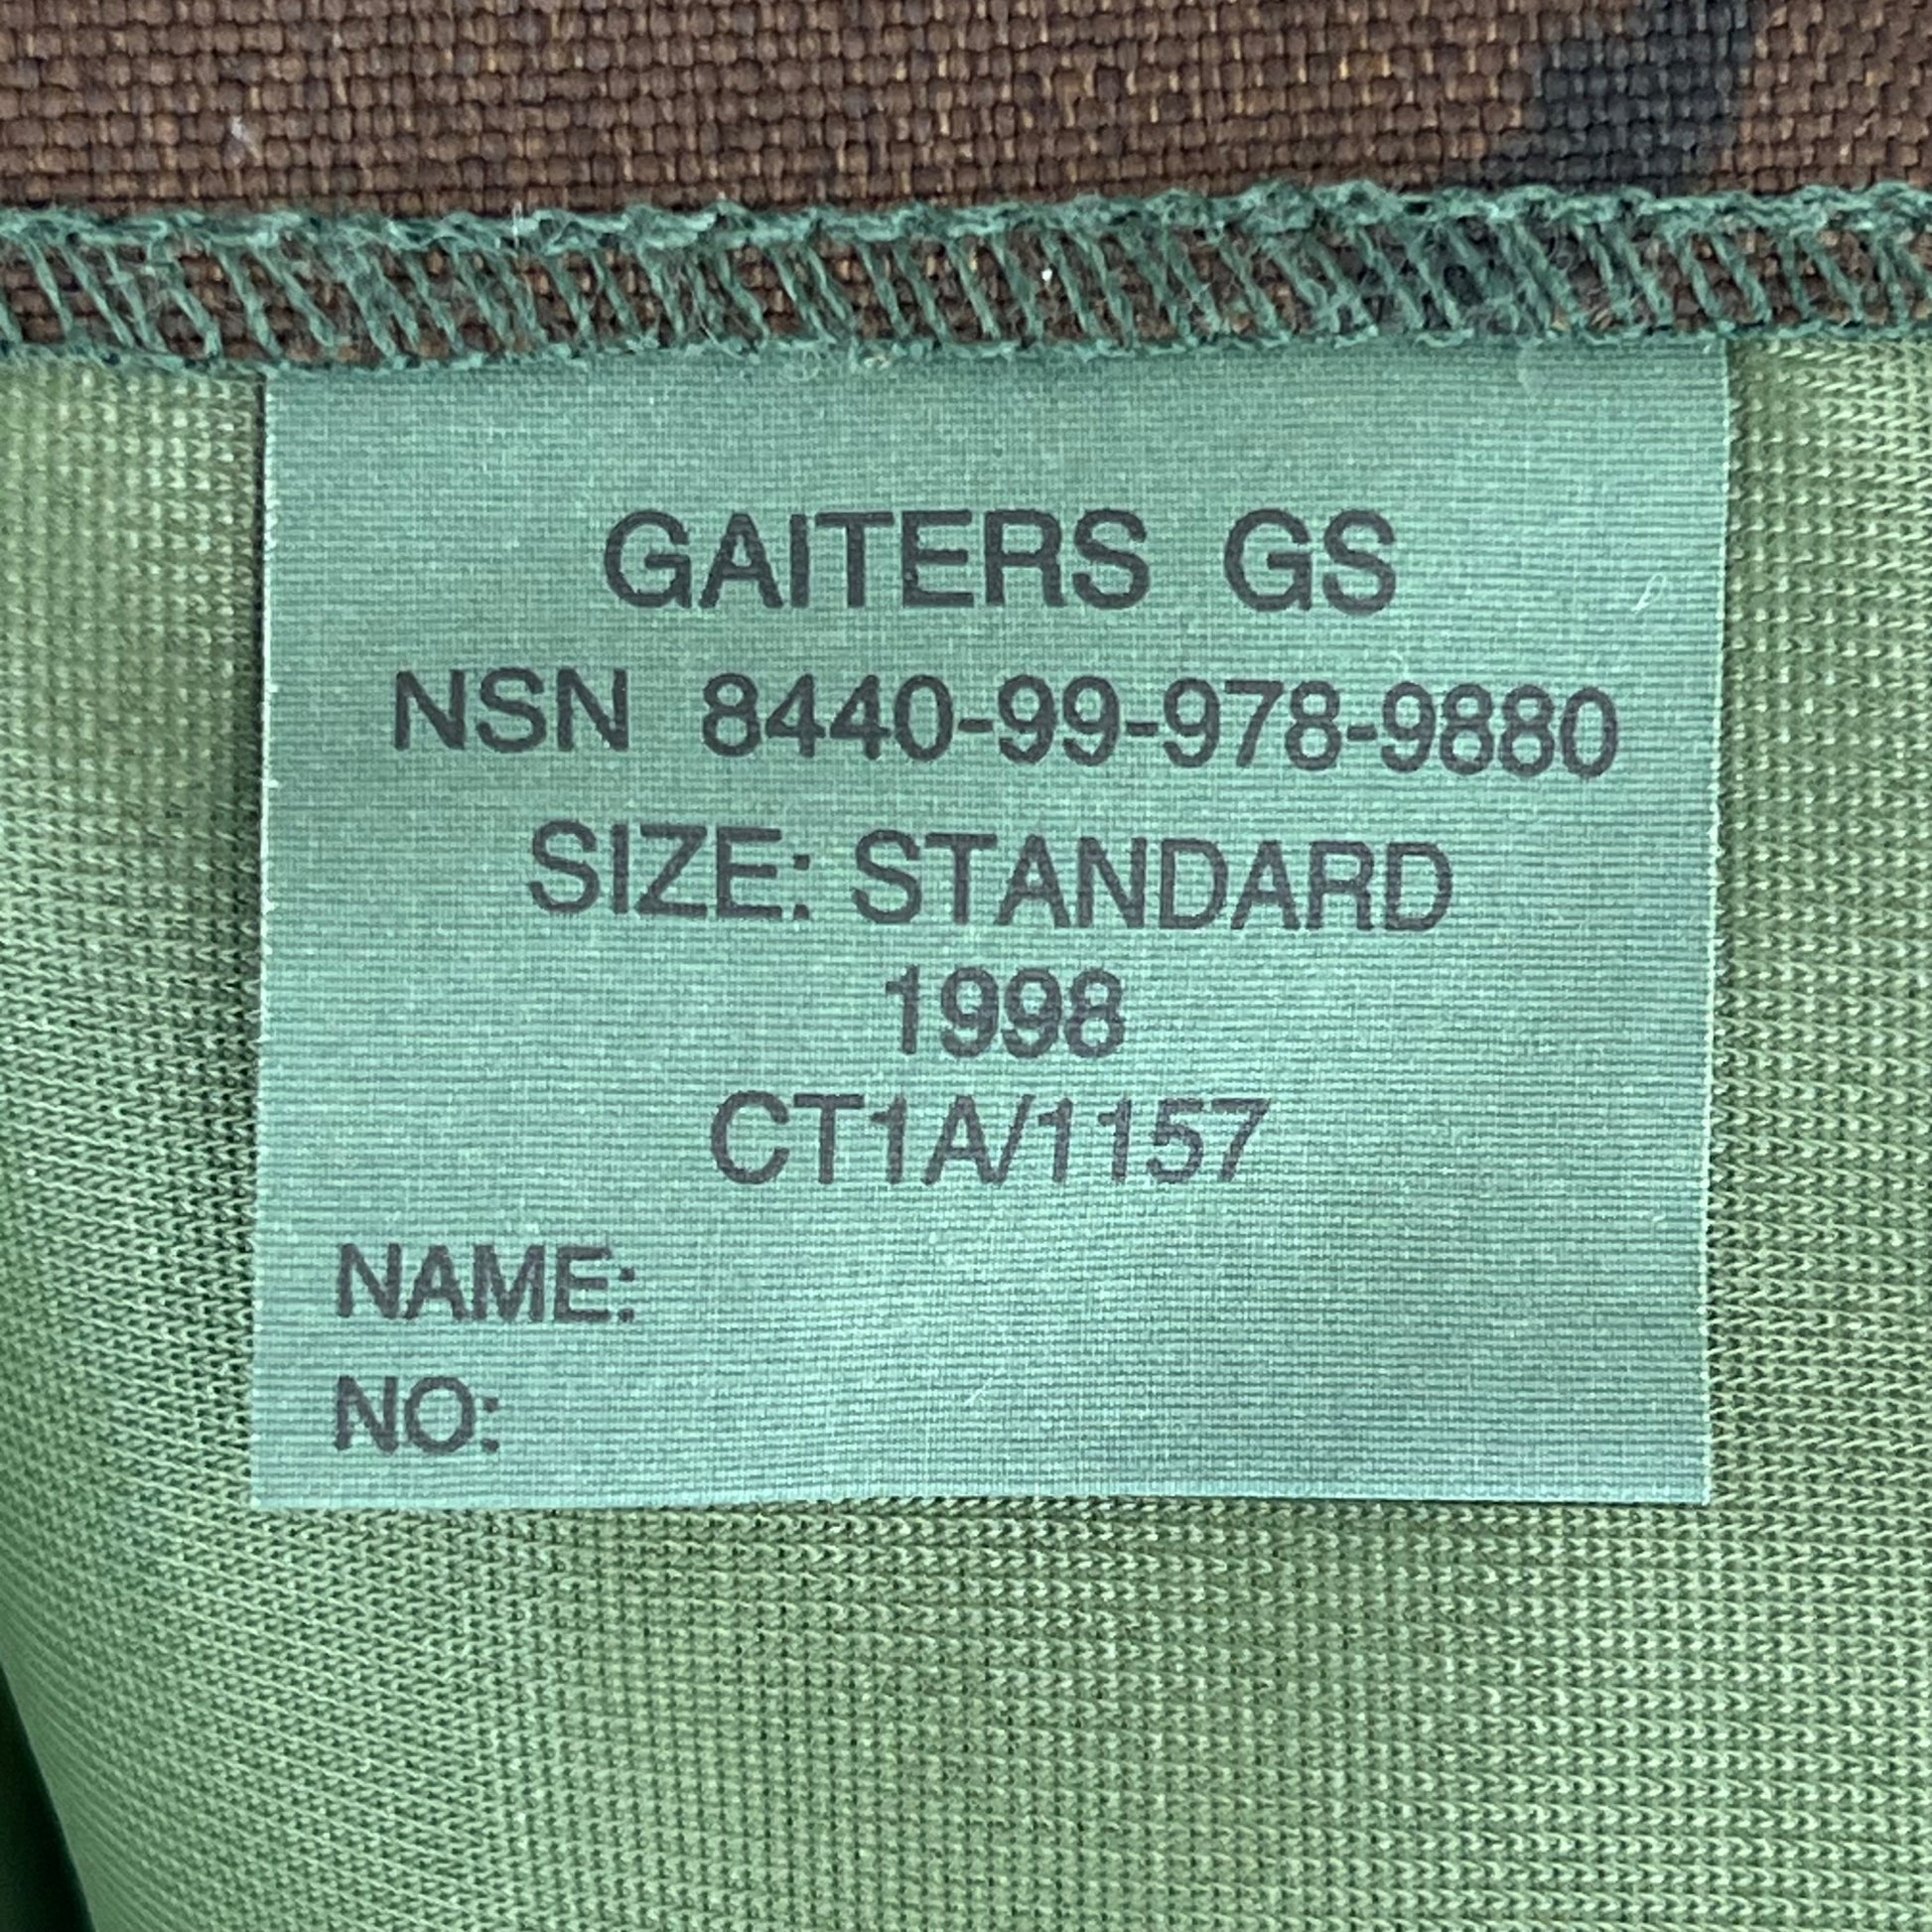 GAITERS GS
NSN 8440-99-978-9880
SIZE: STANDARD
1998
CT1A/1157
NAME:
NO: